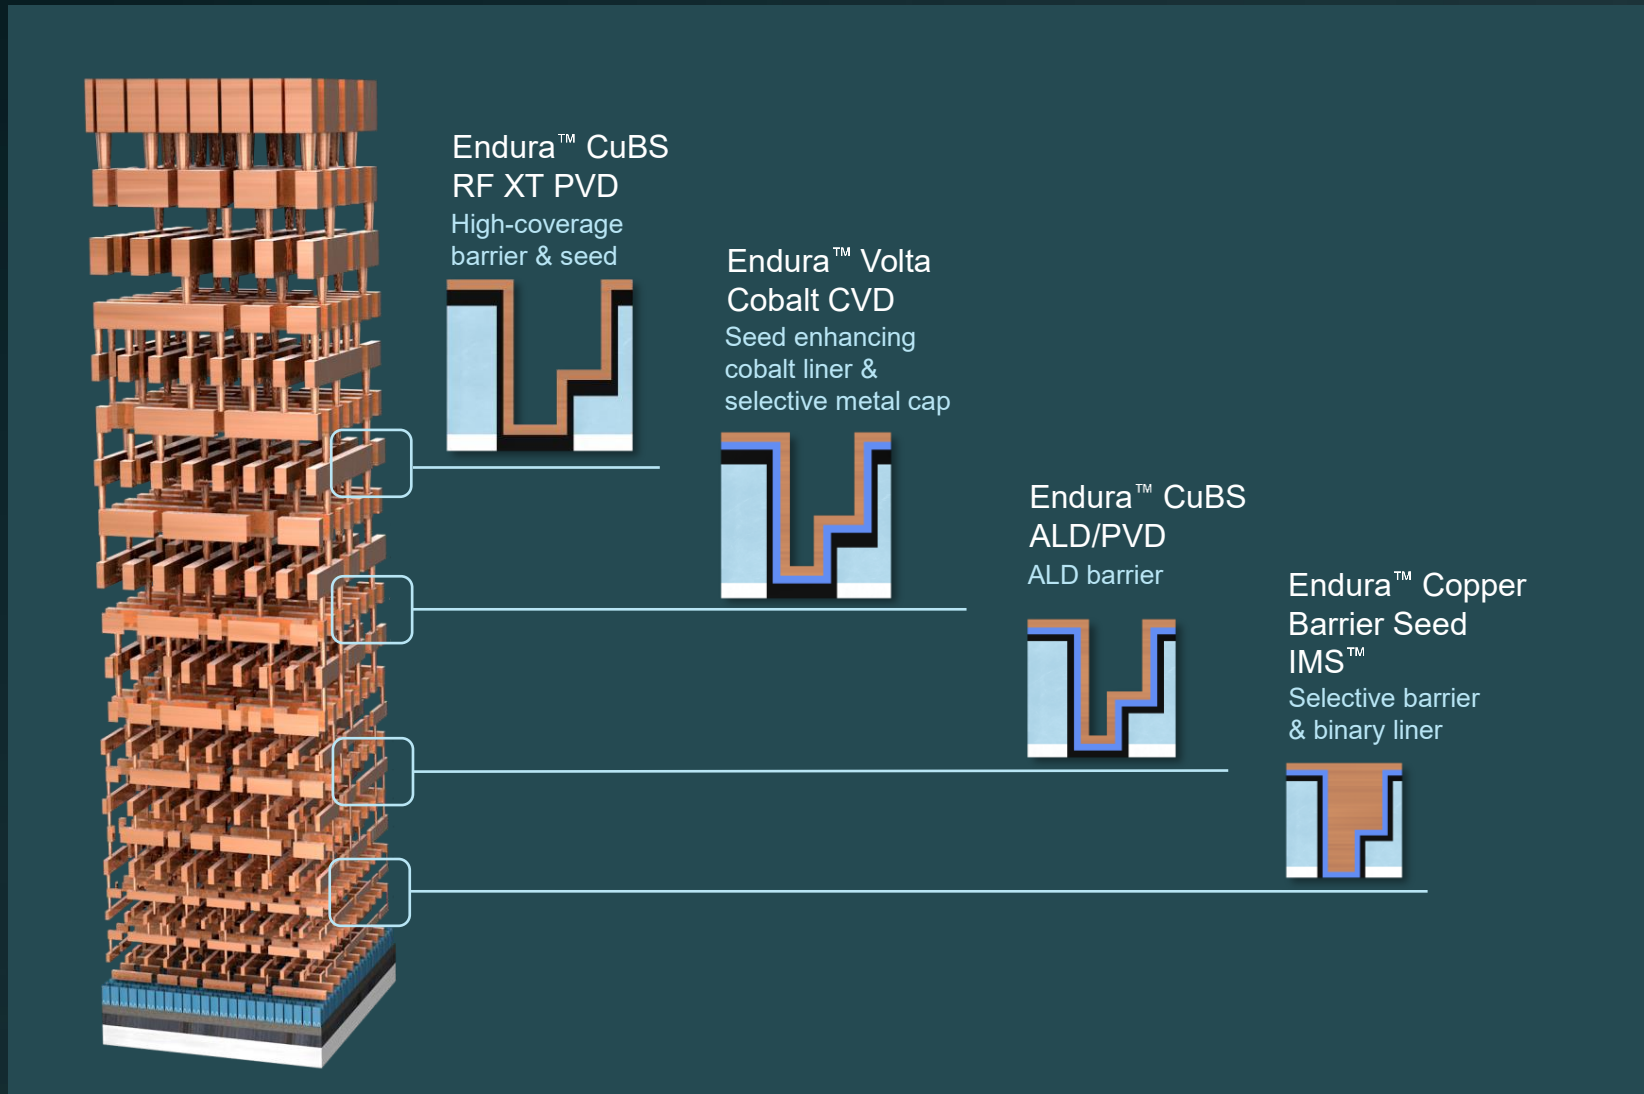 Endura™ CuBS
RF XT PVD
High-coverage
barrier & seed
Endura™ Volta
Cobalt CVD
Seed enhancing
cobalt liner &
selective metal cap
Endura™ CuBS
ALD/PVD
ALD barrier
Endura™ Copper
Barrier Seed
IMS™
Selective barrier
& binary liner